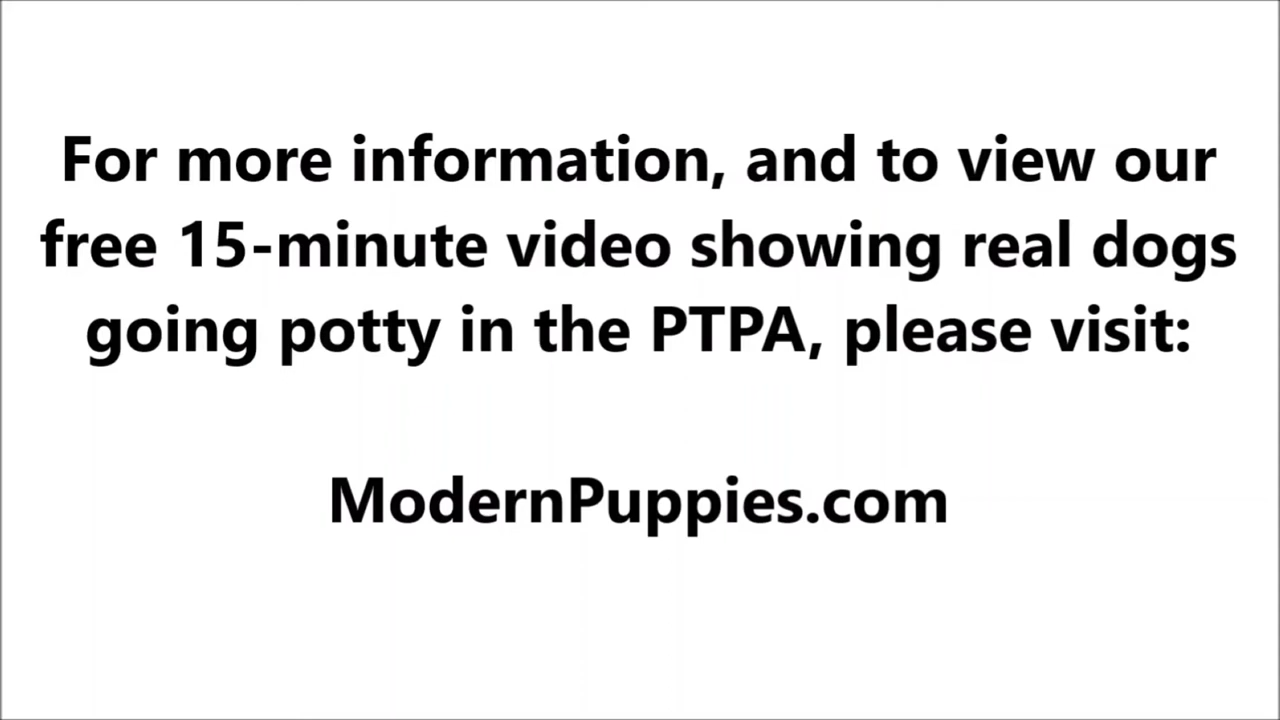 For more information, and to view our
free 15-minute video showing real dogs
going potty in the PTPA, please visit:
ModernPuppies.com